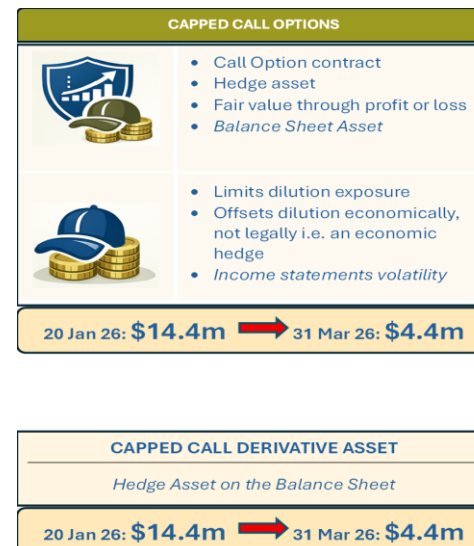 CAPPED CALL OPTIONS
• Call Option contract
• Hedge asset
• Fair value through profit or loss
• Balance Sheet Asset
• Limits dilution exposure
• Offsets dilution economically,
not legally i.e. an economic
hedge
• Income statements volatility
20 Jan 26: $14.4m 31 Mar 26: $4.4m
CAPPED CALL DERIVATIVE ASSET
Hedge Asset on the Balance Sheet
20 Jan 26: $14.4m 31 Mar 26: $4.4m